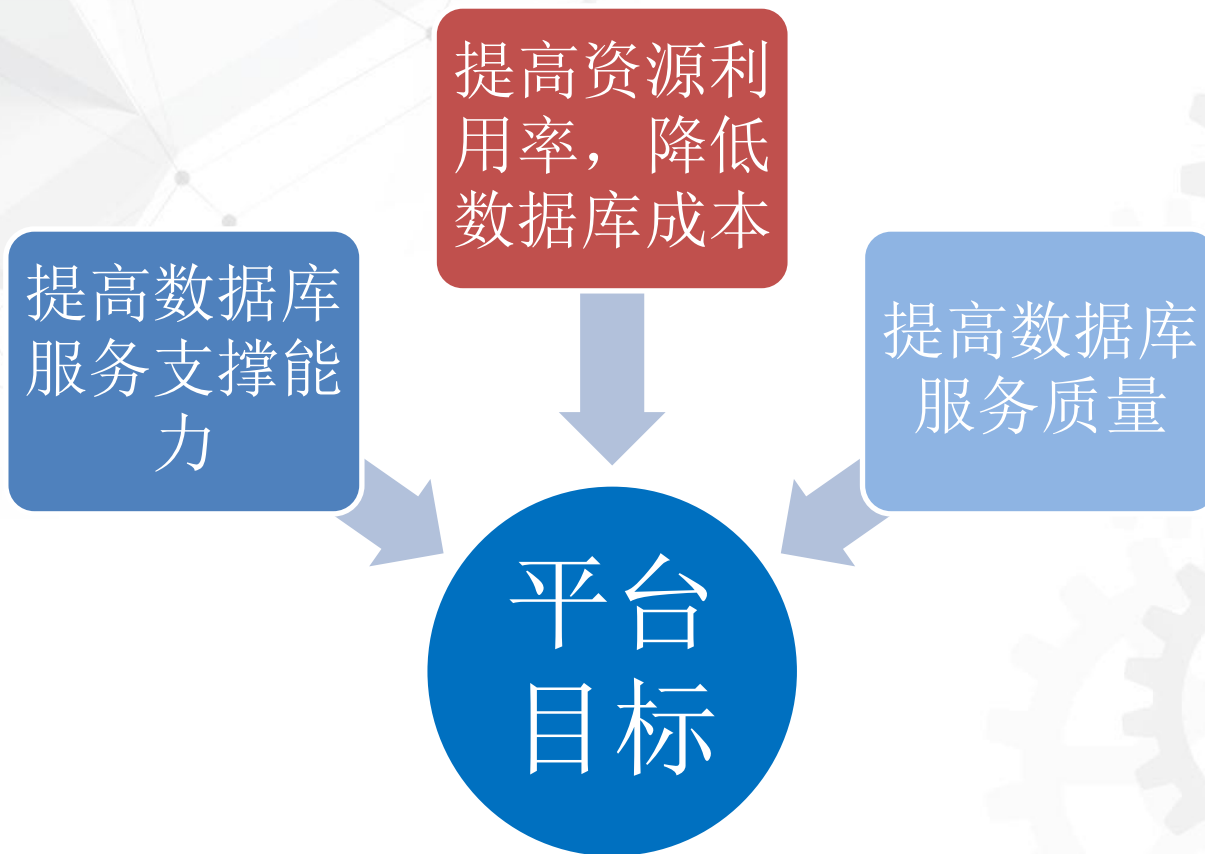 提高资源利
用率，降低
数据库成本
提高数据库
服务支撑能
力
提高数据库
服务质量
平台
目标